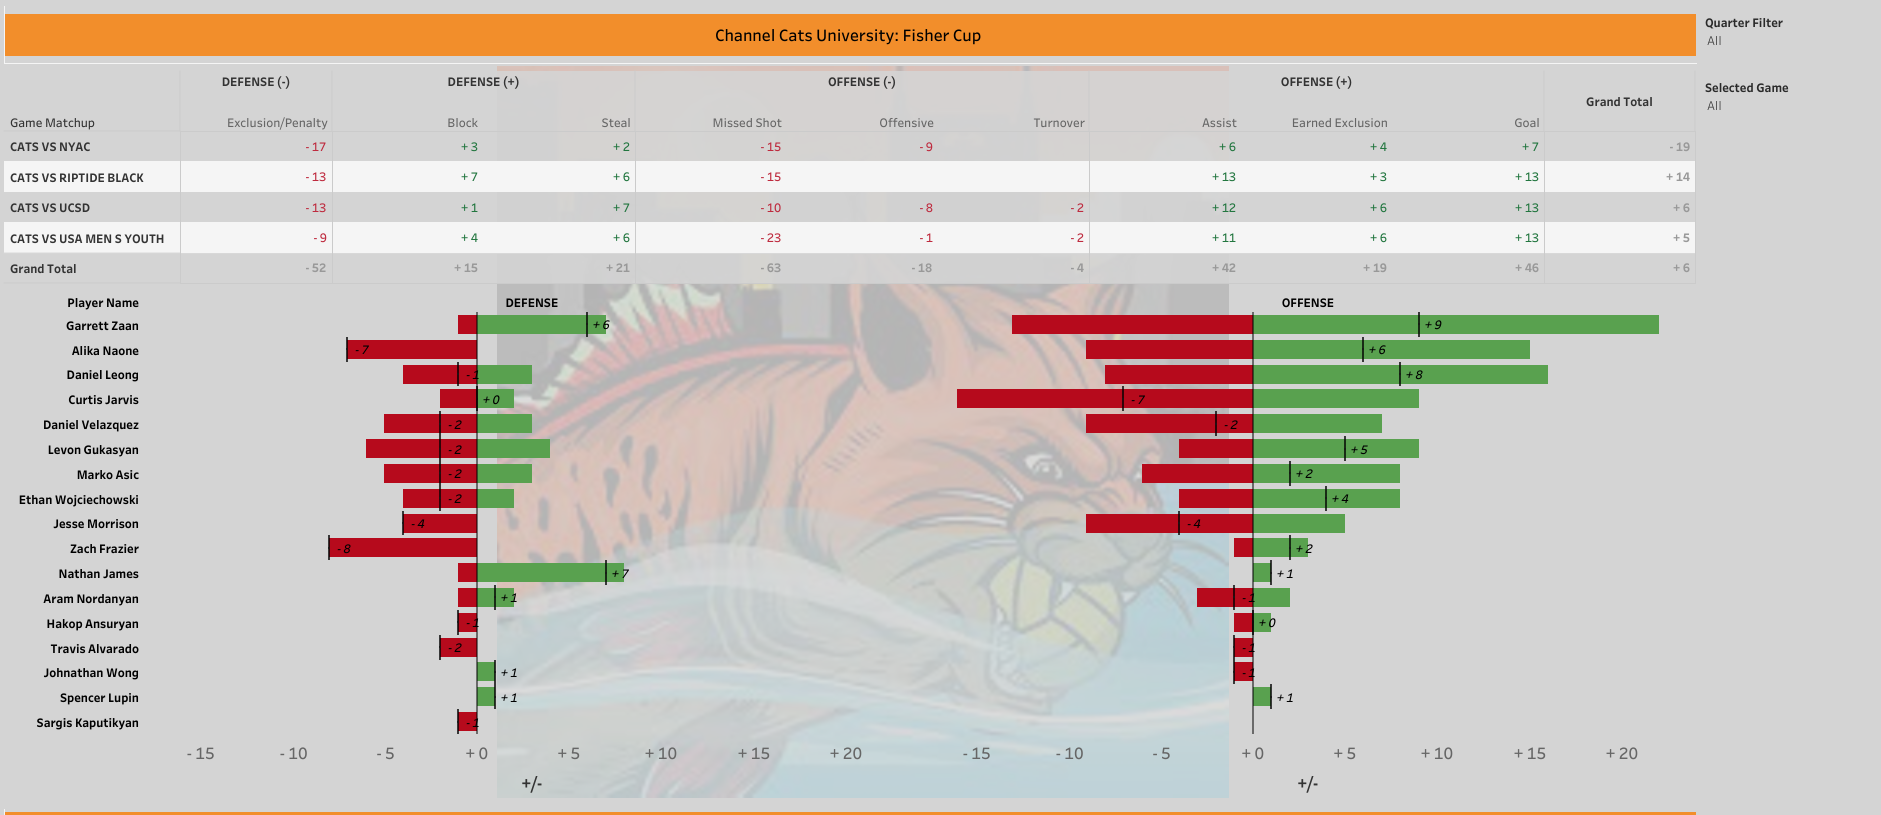 Channel Cats University: Fisher Cup
Quarter Filter
All
Selected Game
All
DEFENSE (-) DEFENSE (+) OFFENSE (-) OFFENSE (+) Grand Total
Game Matchup Exclusion/Penalty Block Steal Missed Shot Offensive Turnover Assist Earned Exclusion Goal
CATS VS NYAC -17 +3 +2 -15 -9 +6 +4 +7 -19
CATS VS RIPTIDE BLACK -13 +7 +6 -15 +13 +3 +13 +14
CATS VS UCSD -13 +1 +7 -10 -8 -2 +12 +6 +13 +6
CATS VS USA MEN S YOUTH -9 +4 +6 -23 -1 -2 +11 +6 +13 +5
Grand Total -52 +15 +21 -63 -18 -4 +42 +19 +46 +6
Player Name DEFENSE OFFENSE
Garrett Zaan +6 +9
Alika Naone -7 +6
Daniel Leong -1 +8
Curtis Jarvis +0 -7
Daniel Velazquez -2 -2
Levon Gukasyan -2 +5
Marko Asic -2 +2
Ethan Wojciechowski -2 +4
Jesse Morrison -4 -4
Zach Frazier -8 +2
Nathan James +7 +1
Aram Nordanyan +1 -1
Hakop Ansuryan -1 +0
Travis Alvarado -2 -1
Johnathan Wong +1 -1
Spencer Lupin +1 +1
Sargis Kaputikyan -1
-15 -10 -5 +0 +5 +10 +15 +20 -15 -10 -5 +0 +5 +10 +15 +20
+/- +/-